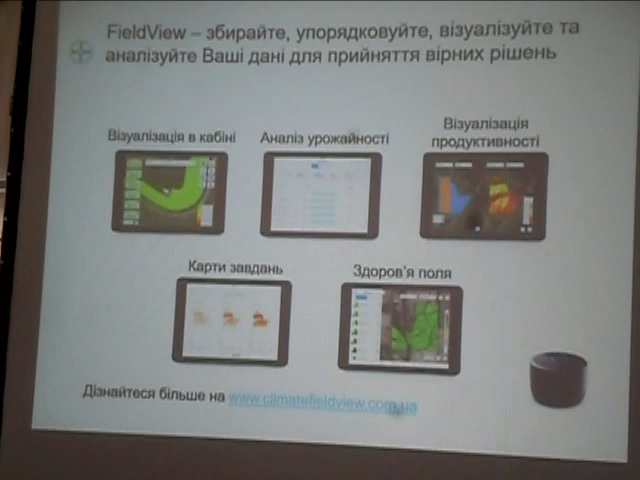 FieldView – збирайте, упорядковуйте, візуалізуйте та
аналізуйте Ваші дані для прийняття вірних рішень
Візуалізація в кабіні
Аналіз урожайності
Візуалізація
продуктивності
Карти завдань
Здоров'я поля
Дізнайтеся більше на www.climatefieldview.com.ua